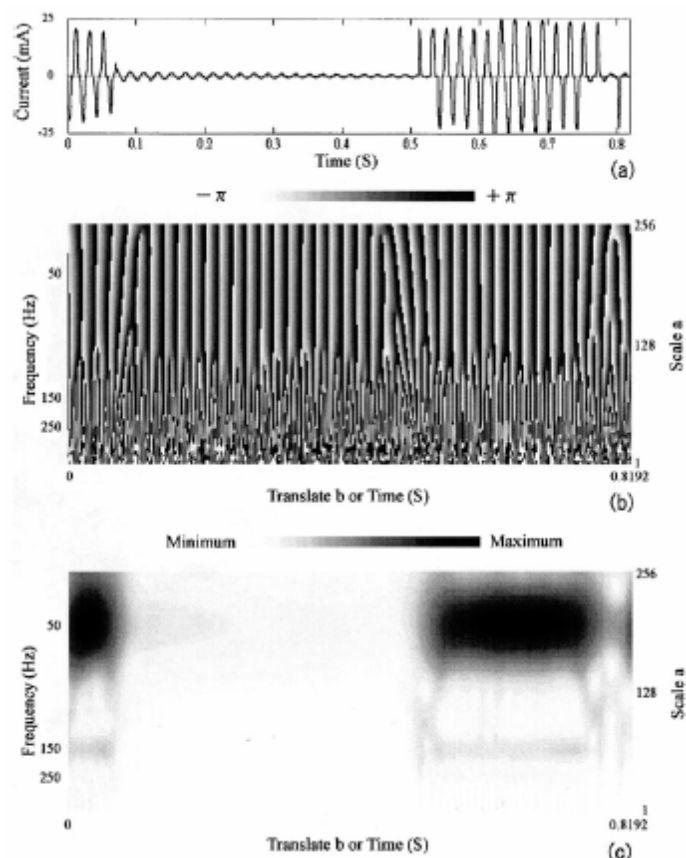 25
0
-25
Current (mA)
0 0.1 0.2 0.3 0.4 0.5 0.6 0.7 0.8
Time (S)
(a)
− π + π
256
50
128
150
250
1
Frequency (Hz)
Scale a
0 0.8192
Translate b or Time (S)
(b)
Minimum Maximum
256
50
128
150
250
1
Frequency (Hz)
Scale a
0 0.8192
Translate b or Time (S)
(c)